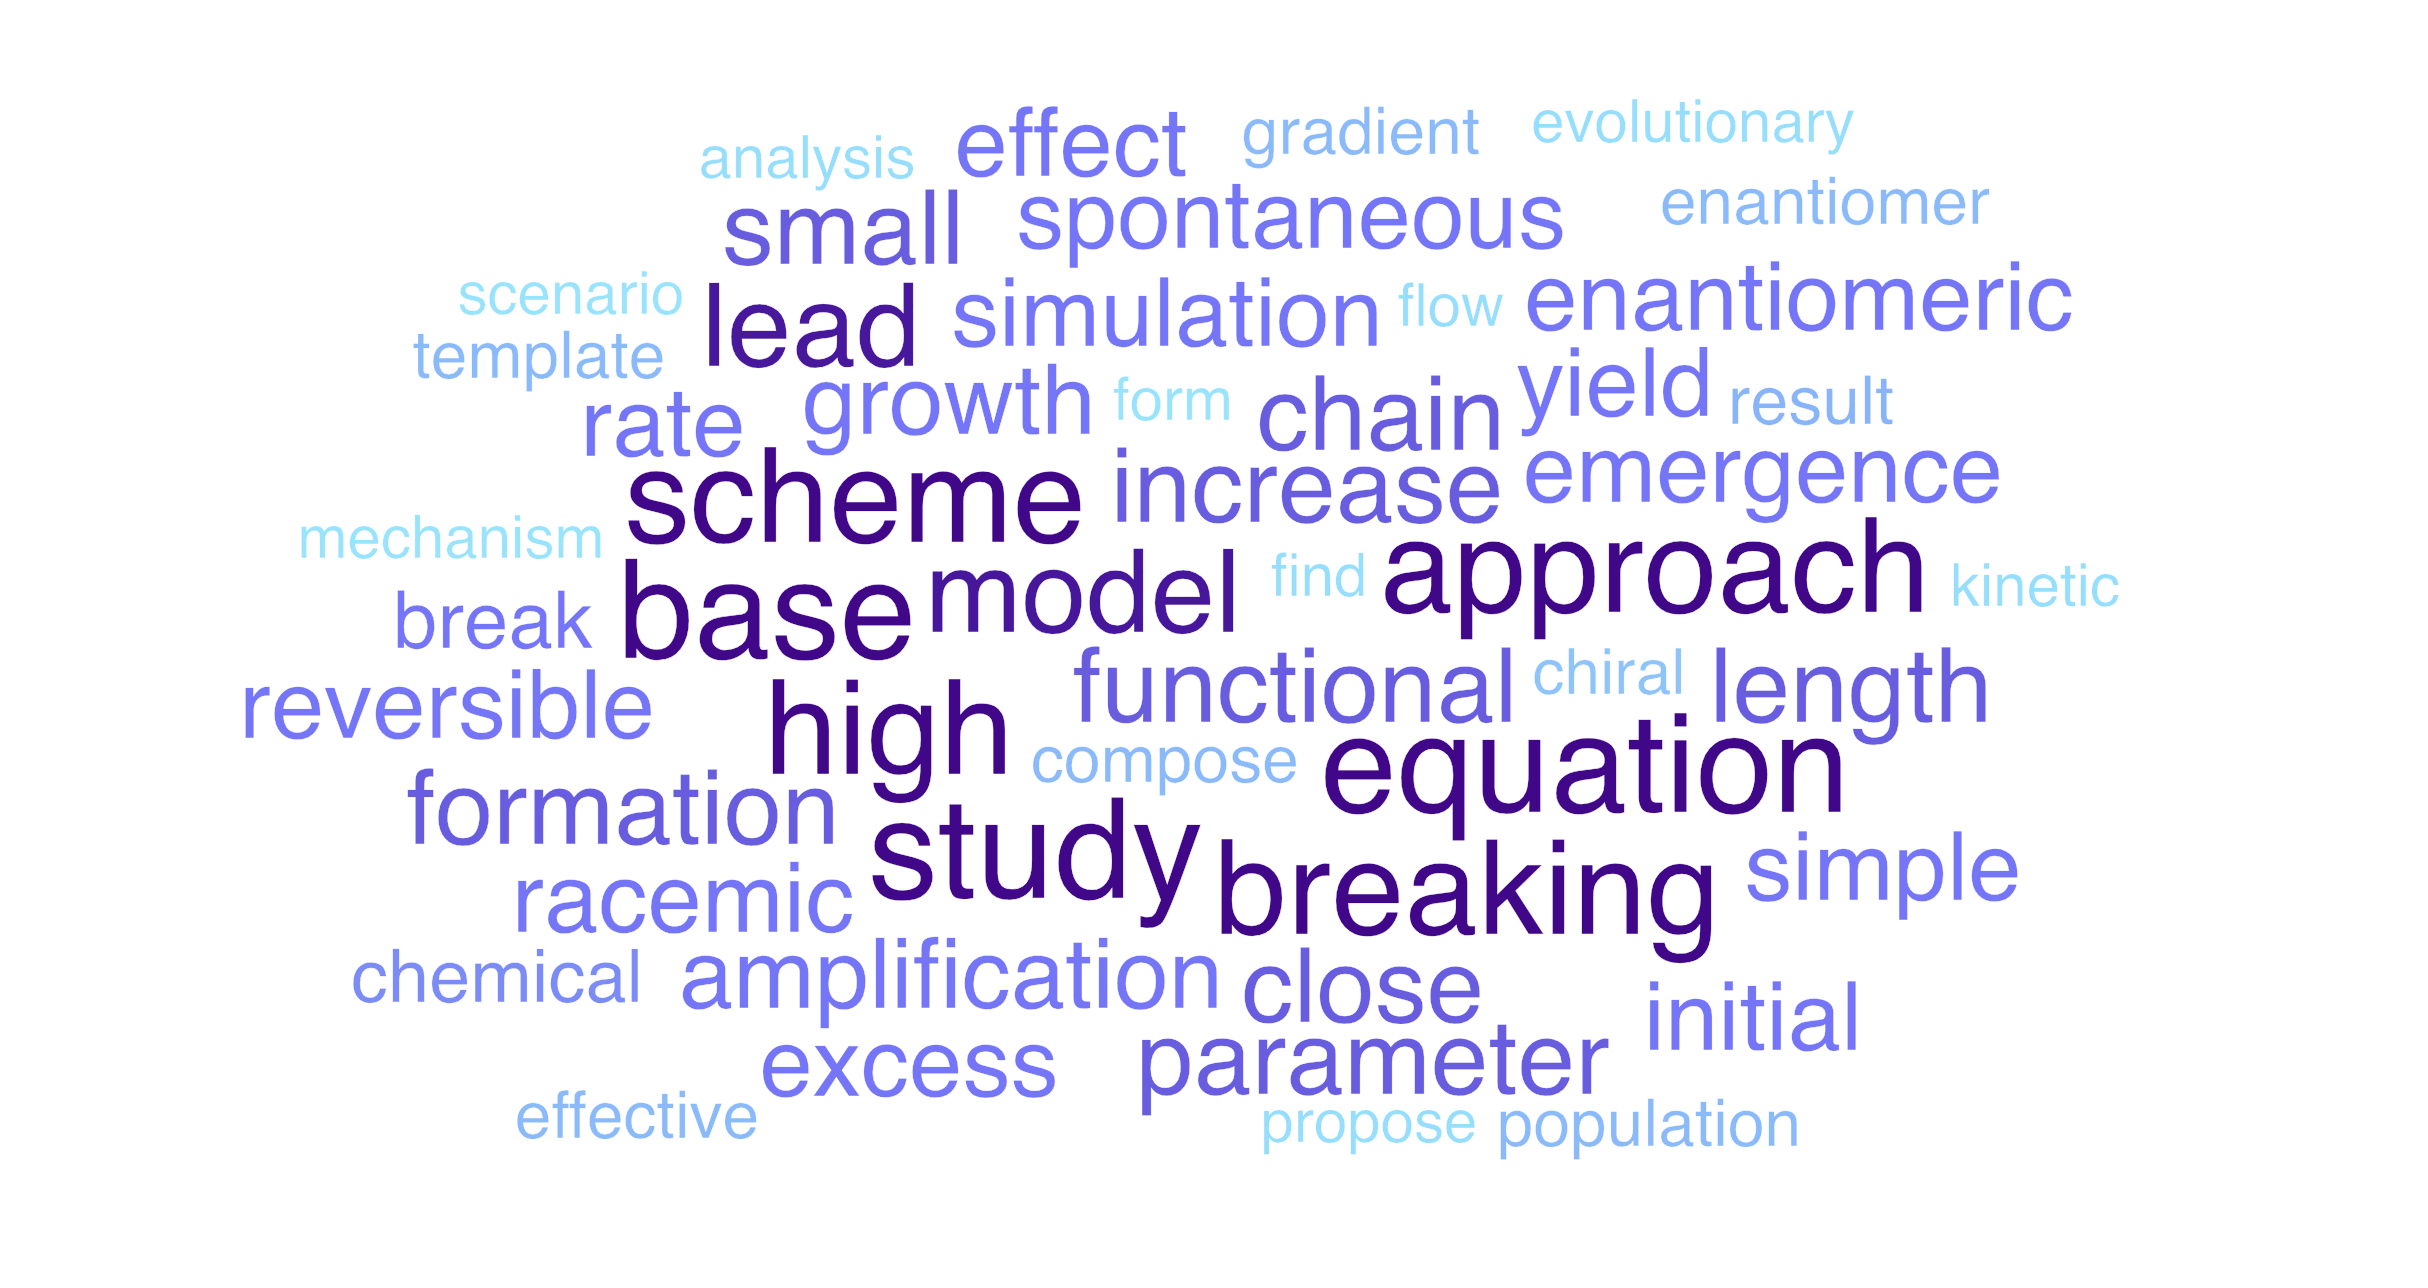 analysis effect gradient evolutionary
small spontaneous enantiomer
scenario lead simulation flow enantiomeric
template growth form chain yield result
rate scheme increase emergence
mechanism base model find approach kinetic
break functional chiral length
reversible high compose equation
formation study breaking simple
racemic
chemical amplification close initial
excess parameter
effective propose population